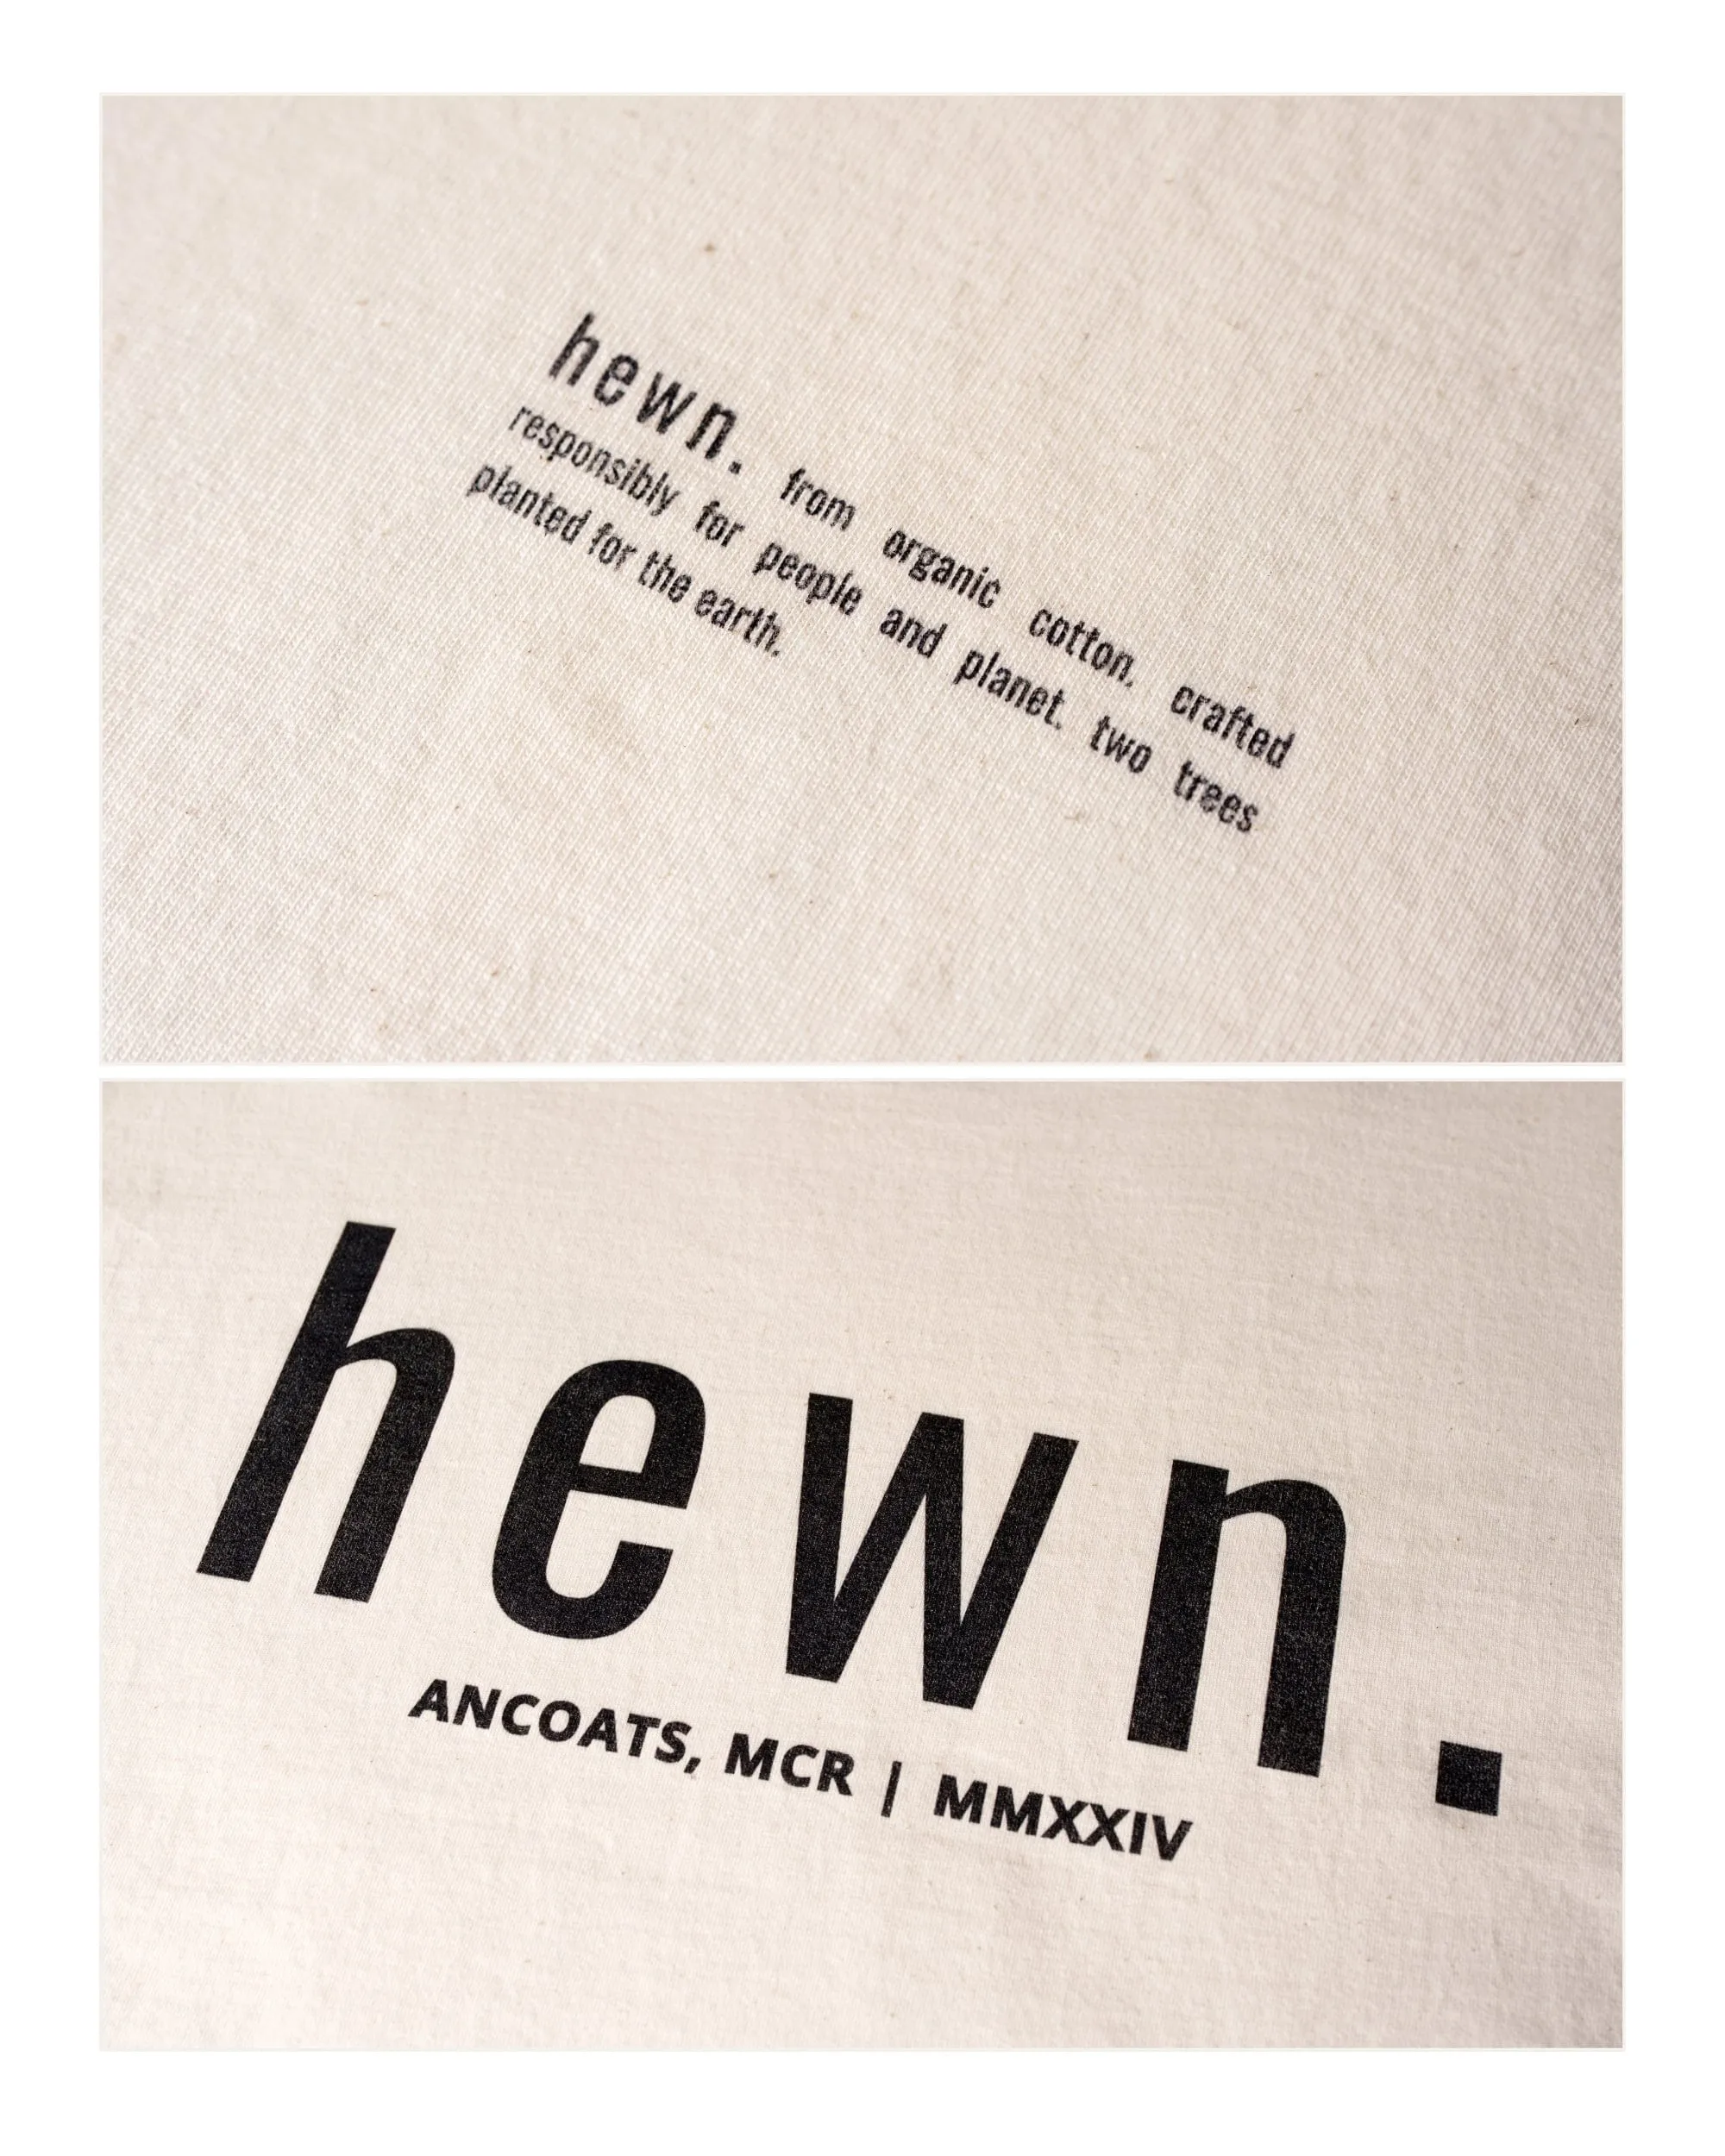 hewn. from organic cotton. crafted
responsibly for people and planet. two trees
planted for the earth.
hewn.
ANCOATS, MCR | MMXXIV